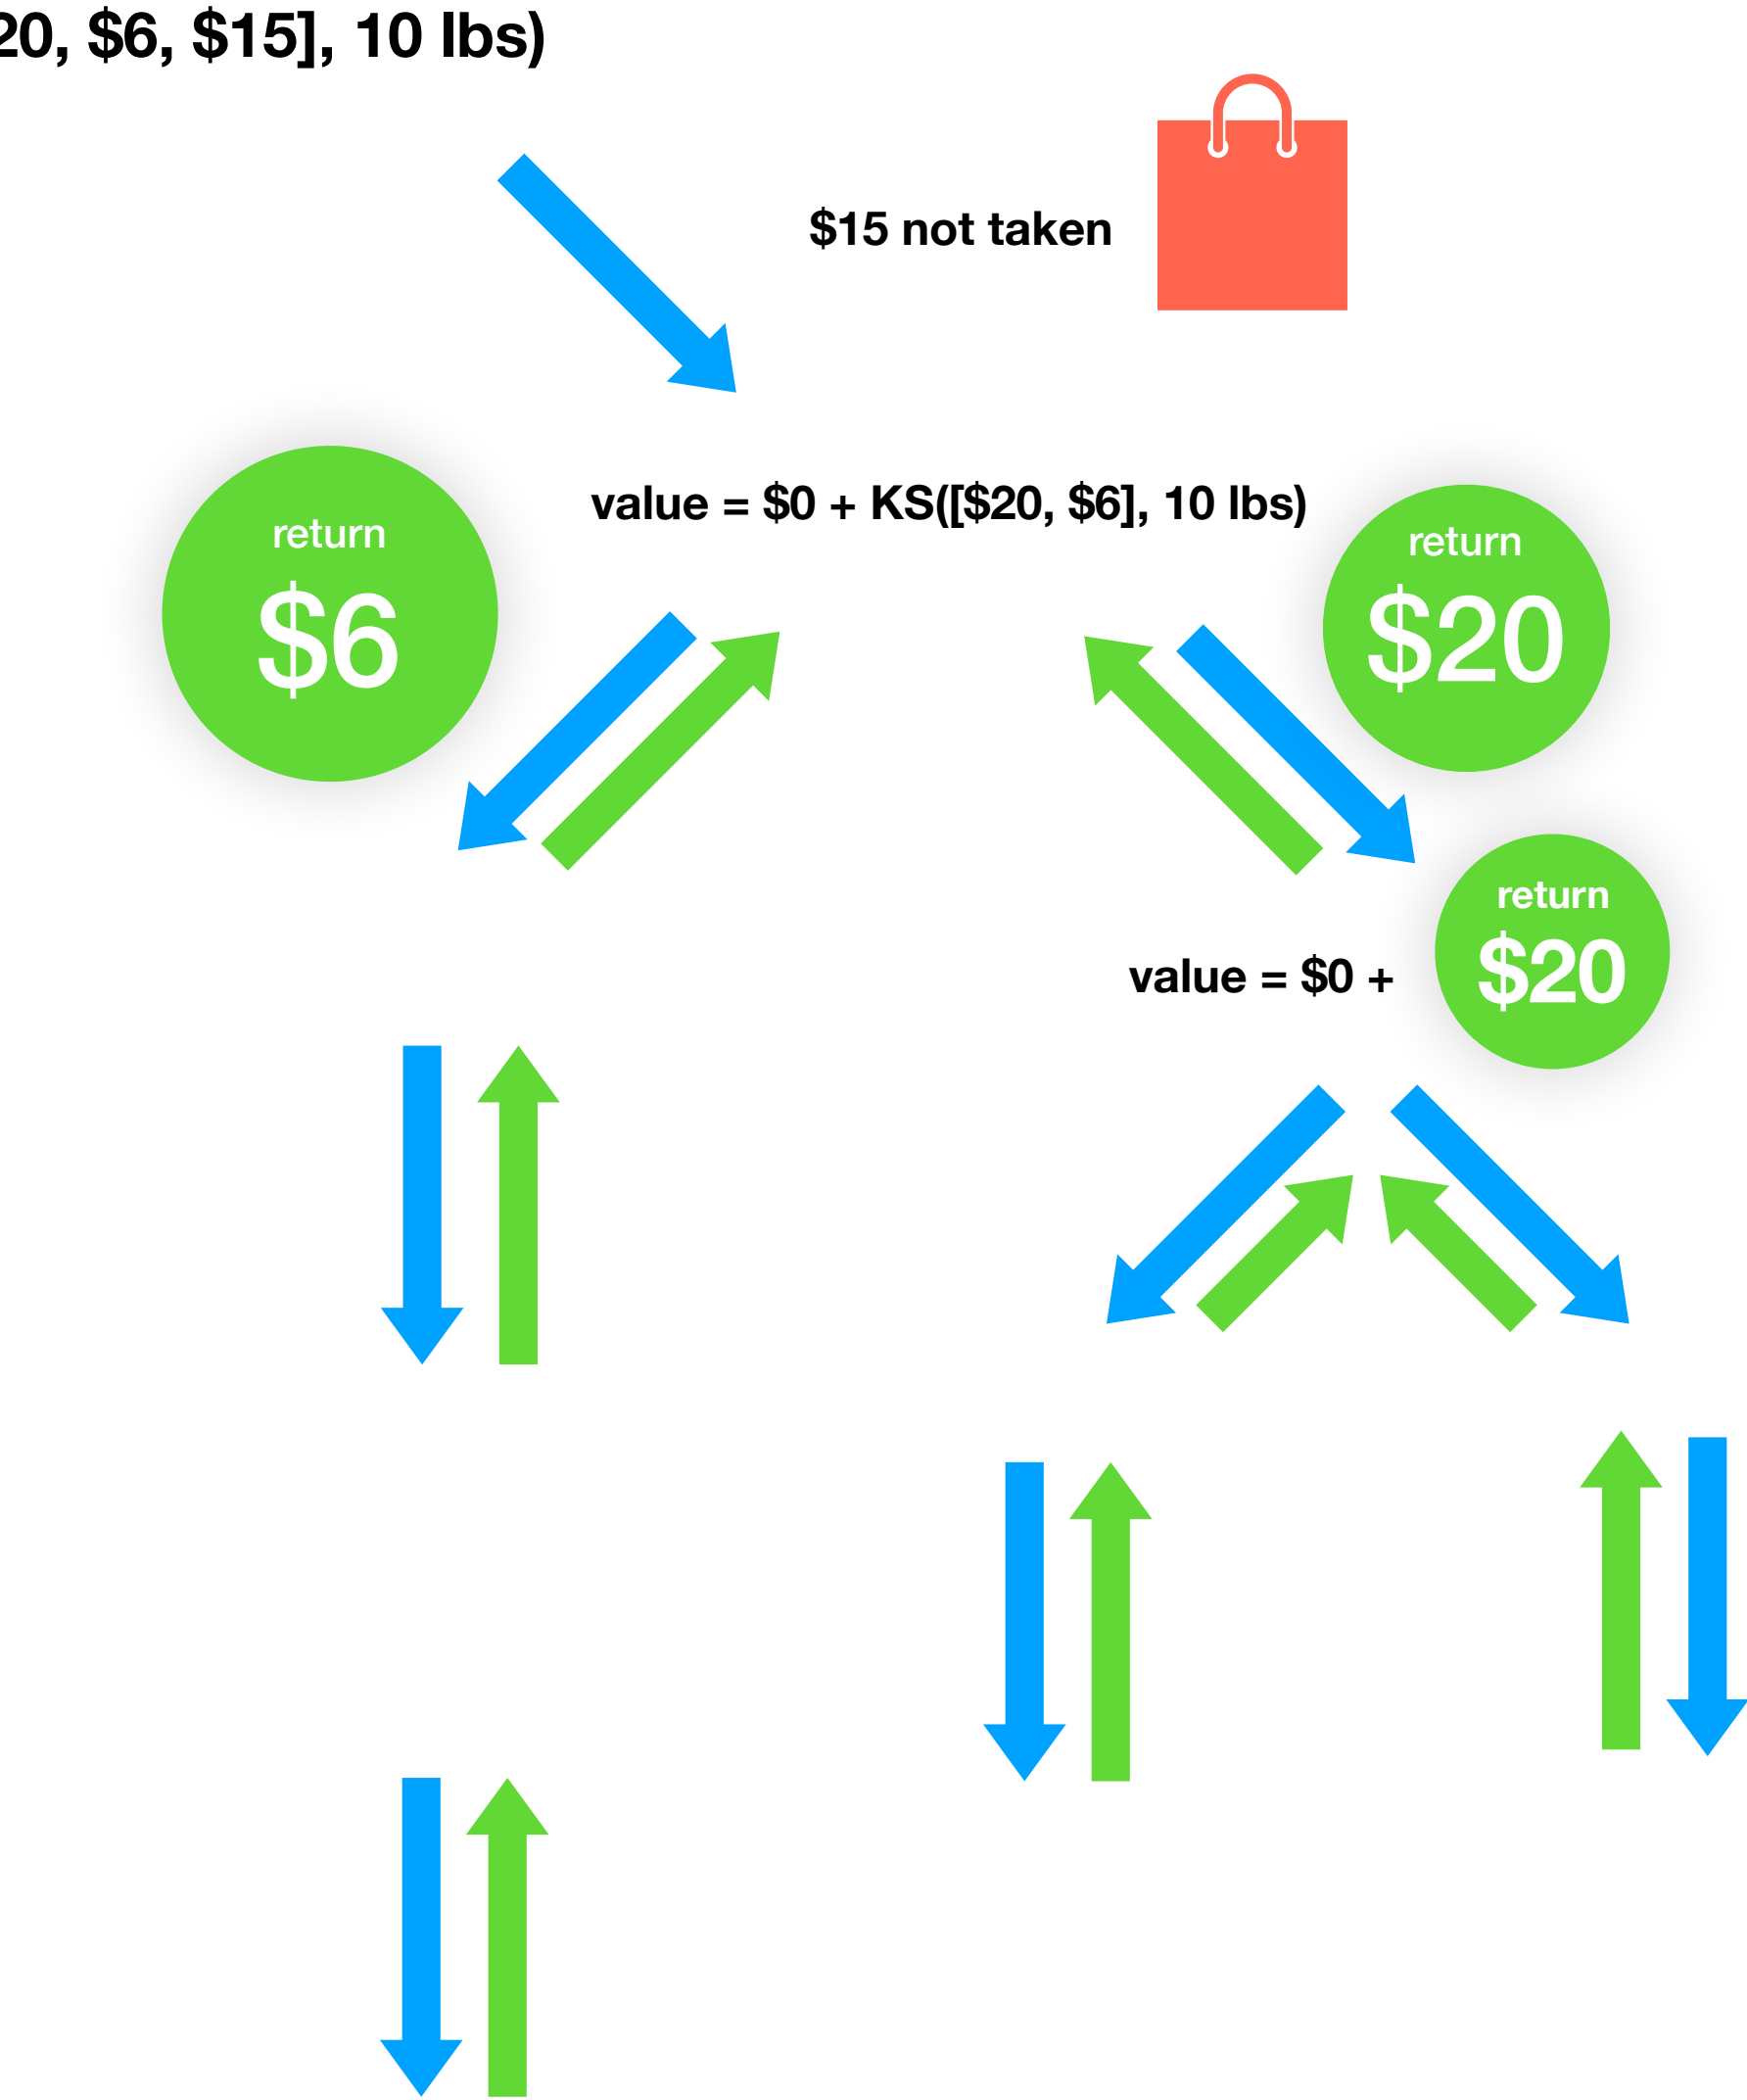 20, $6, $15], 10 lbs)
$15 not taken
value = $0 + KS([$20, $6], 10 lbs)
return
$6
return
$20
value = $0 +
return
$20